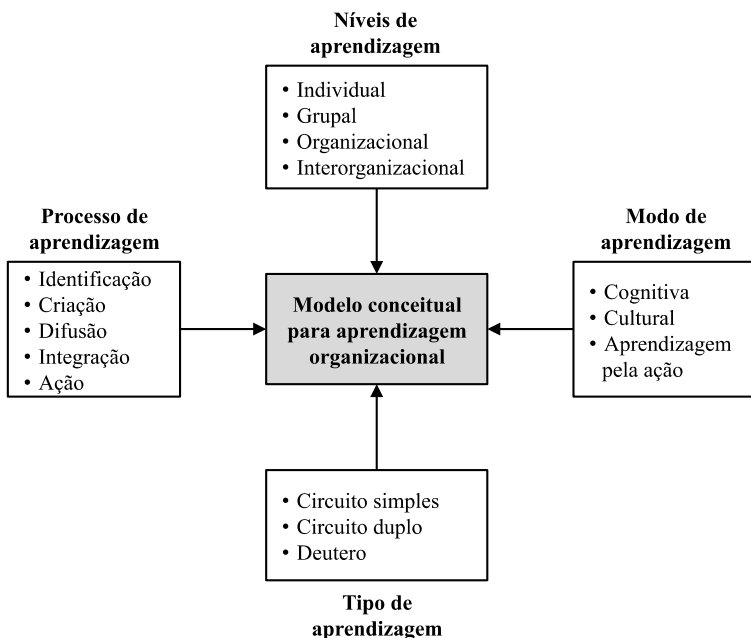 Níveis de
aprendizagem
• Individual
• Grupal
• Organizacional
• Interorganizacional
Processo de
aprendizagem
• Identificação
• Criação
• Difusão
• Integração
• Ação
Modelo conceitual
para aprendizagem
organizacional
Modo de
aprendizagem
• Cognitiva
• Cultural
• Aprendizagem
pela ação
• Circuito simples
• Circuito duplo
• Deutero
Tipo de
aprendizagem